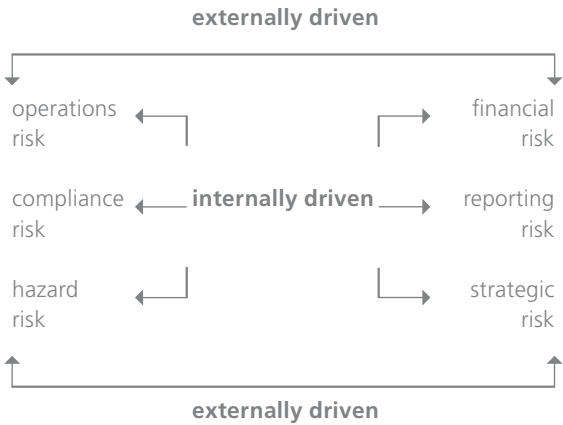 externally driven
operations
risk
financial
risk
compliance
risk
internally driven
reporting
risk
hazard
risk
strategic
risk
externally driven